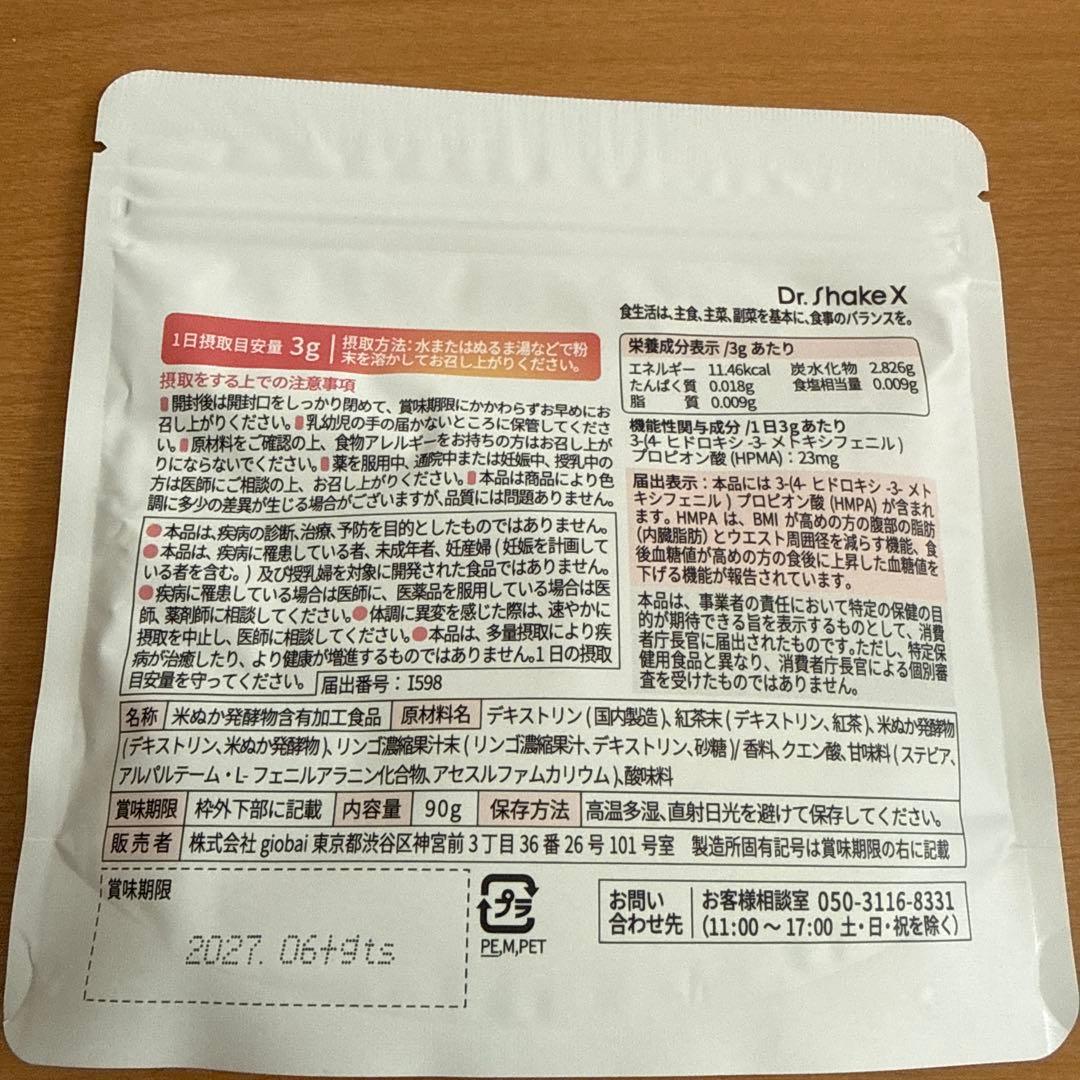 Dr. Shake X
食生活は、主食、主菜、副菜を基本に、食事のバランスを。
1日摂取目安量 3g
摂取方法：水またはぬるま湯などで粉
末を溶かしてお召し上がりください。
摂取をする上での注意事項
開封後は開封口をしっかり閉めて、賞味期限にかかわらずお早めにお
召し上がりください。乳幼児の手の届かないところに保管してくださ
い。原材料をご確認の上、食物アレルギーをお持ちの方はお召し上が
りにならないでください。薬を服用中、通院中または妊娠中、授乳中の
方は医師にご相談の上、お召し上がりください。本品は商品により色
調に多少の差異が生じる場合がございますが、品質には問題ありません。
●本品は、疾病の診断、治療、予防を目的としたものではありません。
●本品は、疾病に罹患している者、未成年者、妊産婦(妊娠を計画して
いる者を含む。)及び授乳婦を対象に開発された食品ではありません。
●疾病に罹患している場合は医師に、医薬品を服用している場合は医
師、薬剤師に相談してください。●体調に異変を感じた際は、速やかに
摂取を中止し、医師に相談してください。●本品は、多量摂取により疾
病が治癒したり、より健康が増進するものではありません。1日の摂取
目安量を守ってください。
届出番号：I598
栄養成分表示/3gあたり
エネルギー 11.46kcal 炭水化物 2.826g
たんぱく質 0.018g 食塩相当量 0.009g
脂質 0.009g
機能性関与成分/1日3gあたり
3-(4-ヒドロキシ-3-メトキシフェニル)
プロピオン酸(HPMA)：23mg
届出表示：本品には3-(4-ヒドロキシ-3-メト
キシフェニル)プロピオン酸(HMPA)が含まれ
ます。HMPAは、BMIが高めの方の腹部の脂肪
(内臓脂肪)とウエスト周囲径を減らす機能、食
後血糖値が高めの方の食後に上昇した血糖値を
下げる機能が報告されています。
本品は、事業者の責任において特定の保健の目
的が期待できる旨を表示するものとして、消費
者庁長官に届出されたものです。ただし、特定保
健用食品と異なり、消費者庁長官による個別審
査を受けたものではありません。
名称 米ぬか発酵物含有加工食品 原材料名 デキストリン(国内製造)、紅茶末(デキストリン、紅茶)、米ぬか発酵物
(デキストリン、米ぬか発酵物)、リンゴ濃縮果汁末(リンゴ濃縮果汁、デキストリン、砂糖)/香料、クエン酸、甘味料(ステビア、
アルパルテーム・L-フェニルアラニン化合物、アセスルファムカリウム)、酸味料
賞味期限 枠外下部に記載 内容量 90g 保存方法 高温多湿、直射日光を避けて保存してください。
販売者 株式会社giobai東京都渋谷区神宮前3丁目36番26号101号室 製造所固有記号は賞味期限の右に記載
賞味期限
2027. 06+gts
プラ
PE,M,PET
お問い
合わせ先
お客様相談室 050-3116-8331
(11:00～17:00 土・日・祝を除く)